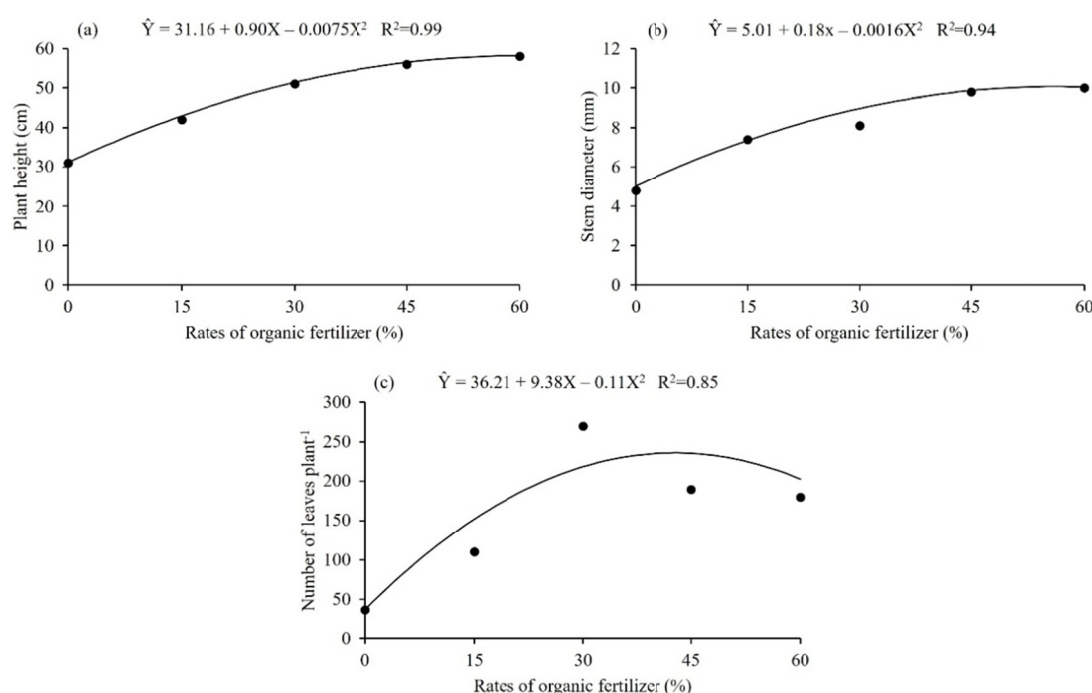 (a) Ŷ = 31.16 + 0.90X – 0.0075X² R²=0.99
60
50
40
30
20
10
0
Plant height (cm)
0 15 30 45 60
Rates of organic fertilizer (%)
(b) Ŷ = 5.01 + 0.18x – 0.0016X² R²=0.94
12
10
8
6
4
2
0
Stem diameter (mm)
0 15 30 45 60
Rates of organic fertilizer (%)
(c) Ŷ = 36.21 + 9.38X – 0.11X² R²=0.85
300
250
200
150
100
50
0
Number of leaves plant⁻¹
0 15 30 45 60
Rates of organic fertilizer (%)